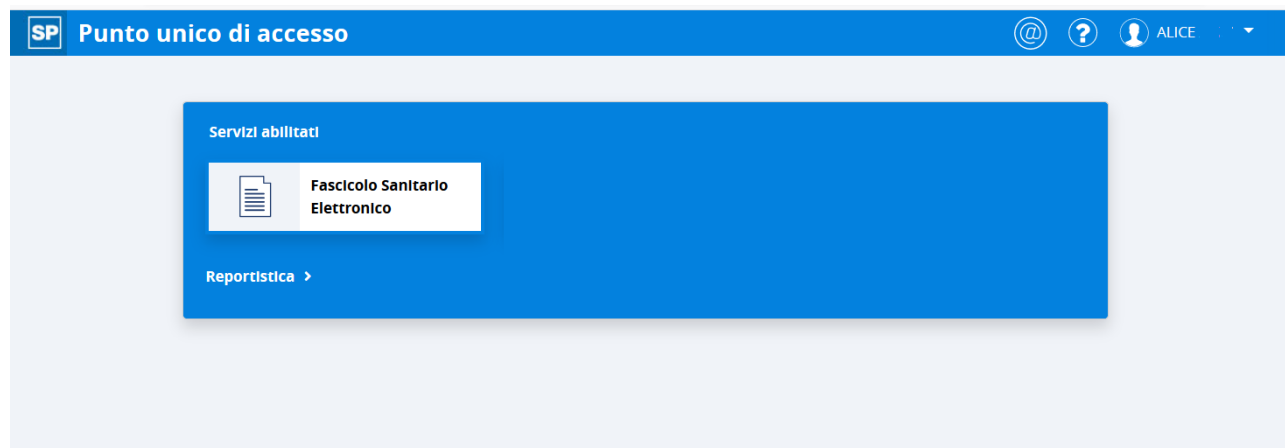 SP Punto unico di accesso @ ? ALICE
Servizi abilitati
Fascicolo Sanitario
Elettronico
Reportistica >